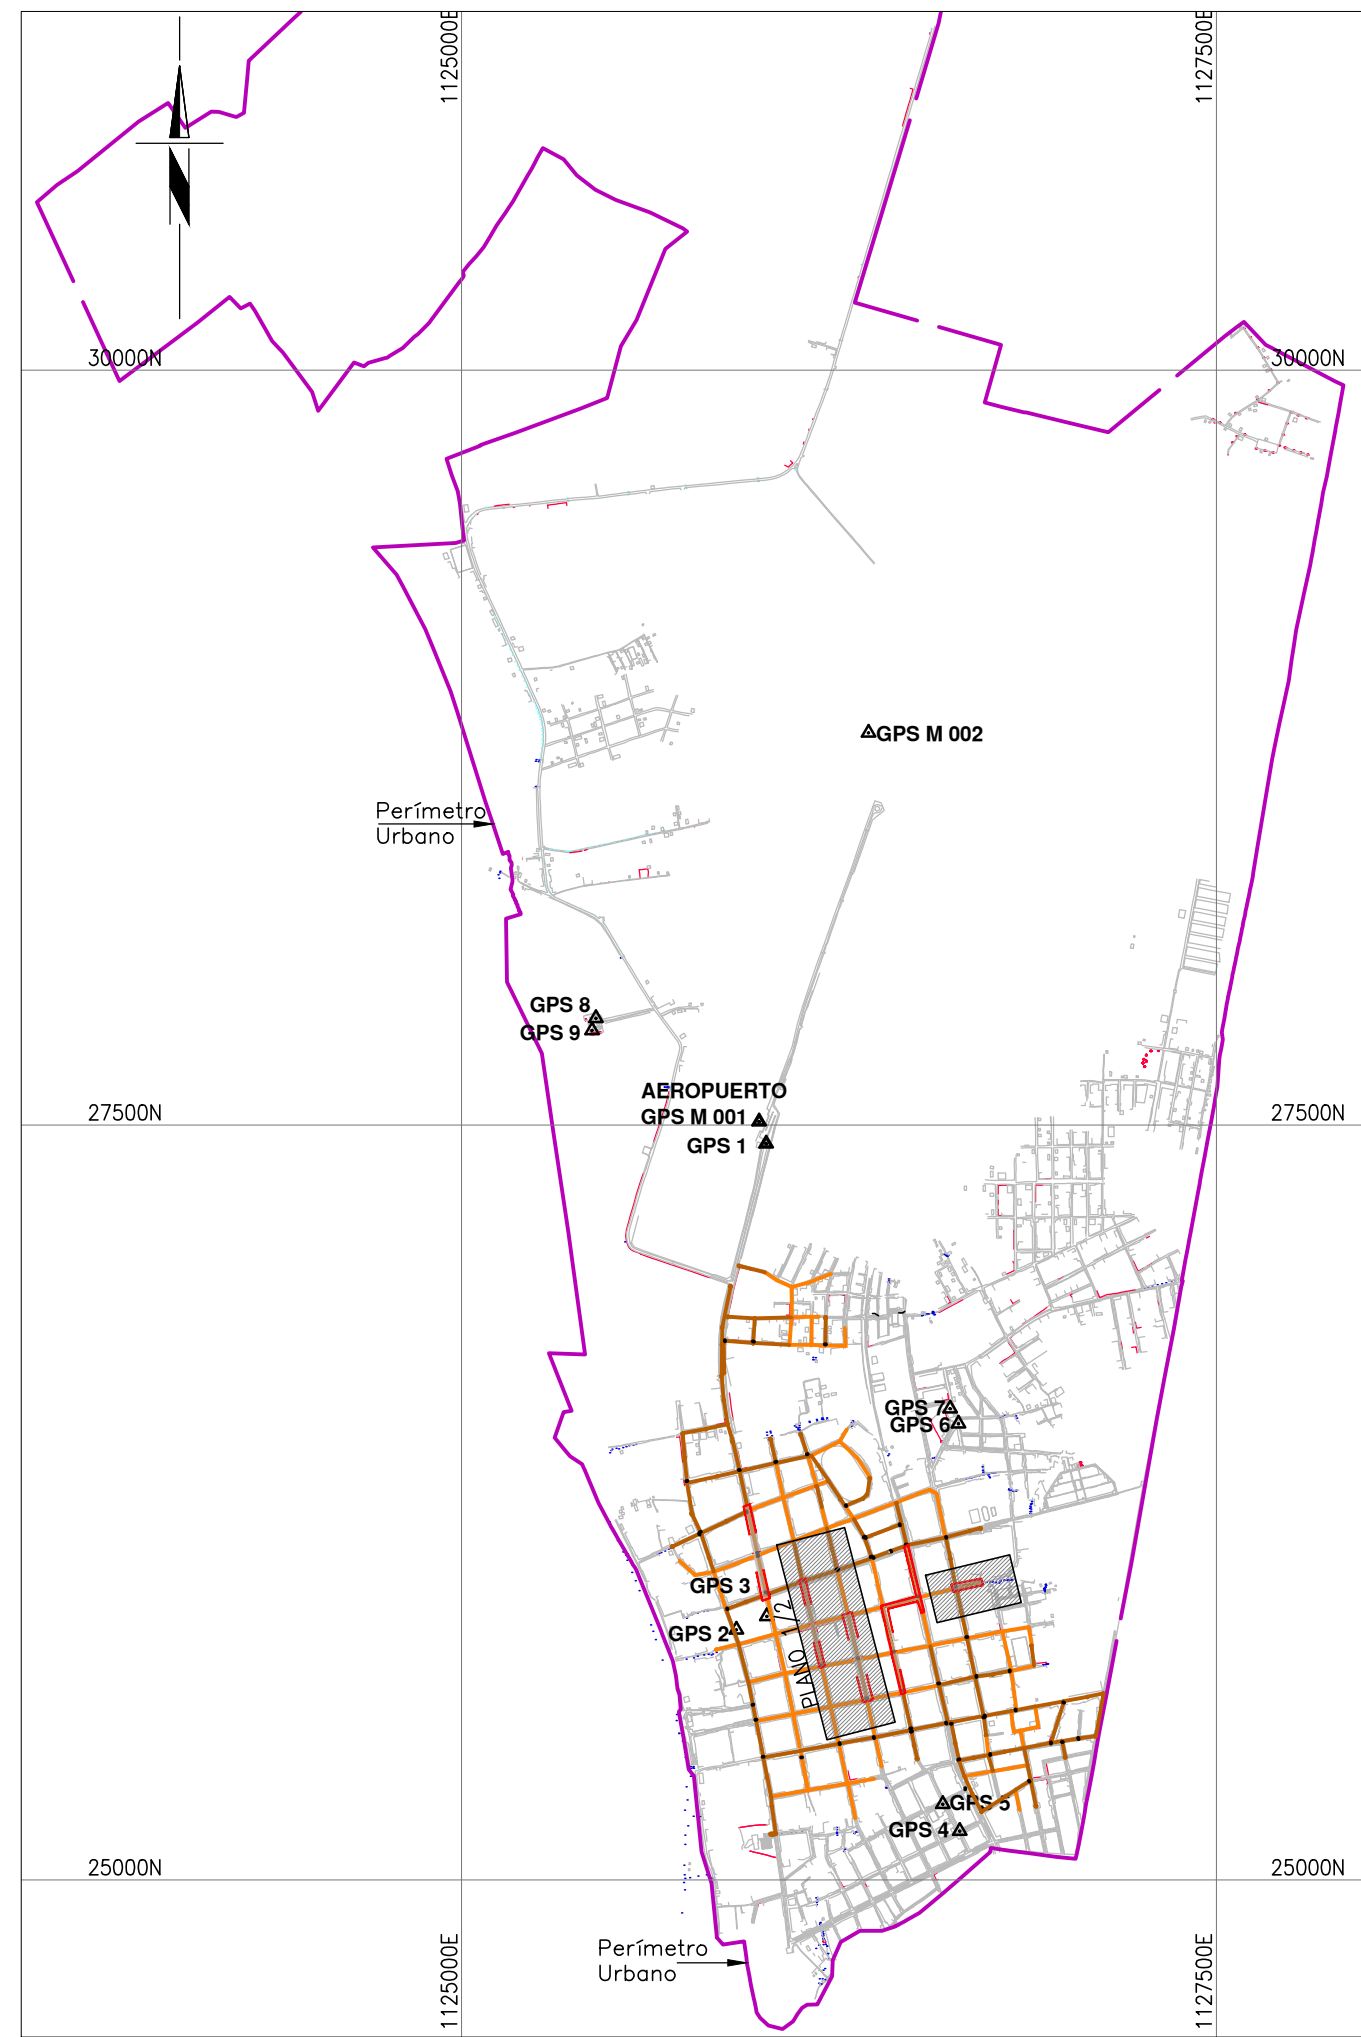 1125000E
1127500E
30000N
30000N
GPS M 002
Perímetro
Urbano
GPS 8
GPS 9
AEROPUERTO
GPS M 001
27500N
27500N
GPS 1
GPS 7
GPS 6
GPS 3
PLANO 1/2
GPS 2
GPS 5
GPS 4
25000N
25000N
Perímetro
Urbano
1125000E
1127500E